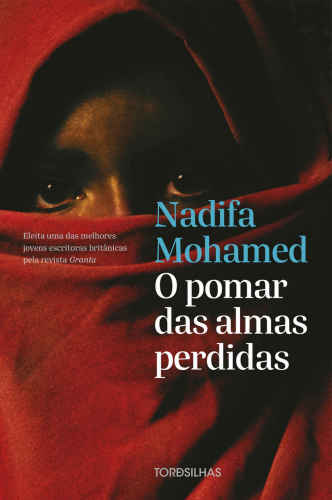 Eleita uma das melhores
jovens escritoras britânicas
pela revista Granta
Nadifa
Mohamed
O pomar
das almas
perdidas
TORDSILHAS